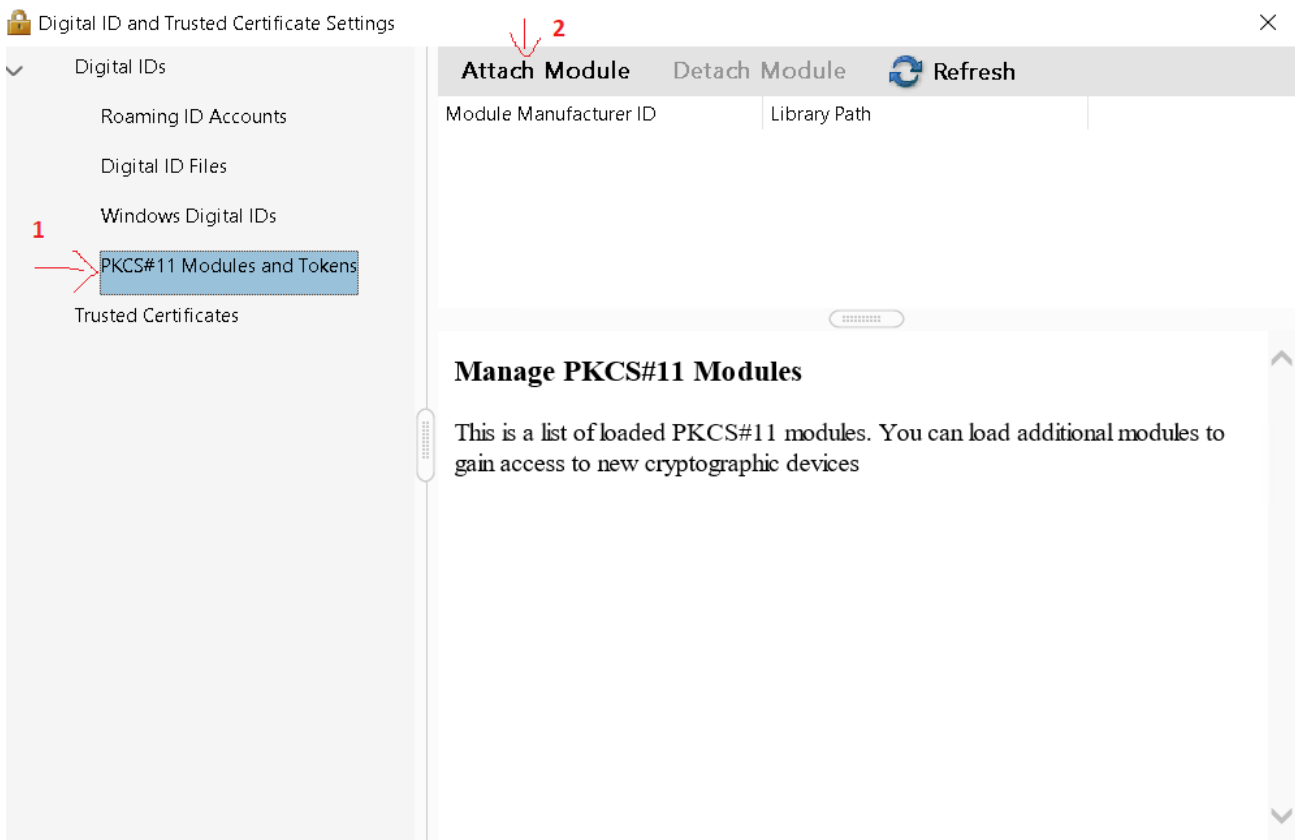 Digital ID and Trusted Certificate Settings
2
Digital IDs
Roaming ID Accounts
Digital ID Files
Windows Digital IDs
1
PKCS#11 Modules and Tokens
Trusted Certificates
Attach Module Detach Module Refresh
Module Manufacturer ID Library Path
Manage PKCS#11 Modules
This is a list of loaded PKCS#11 modules. You can load additional modules to
gain access to new cryptographic devices